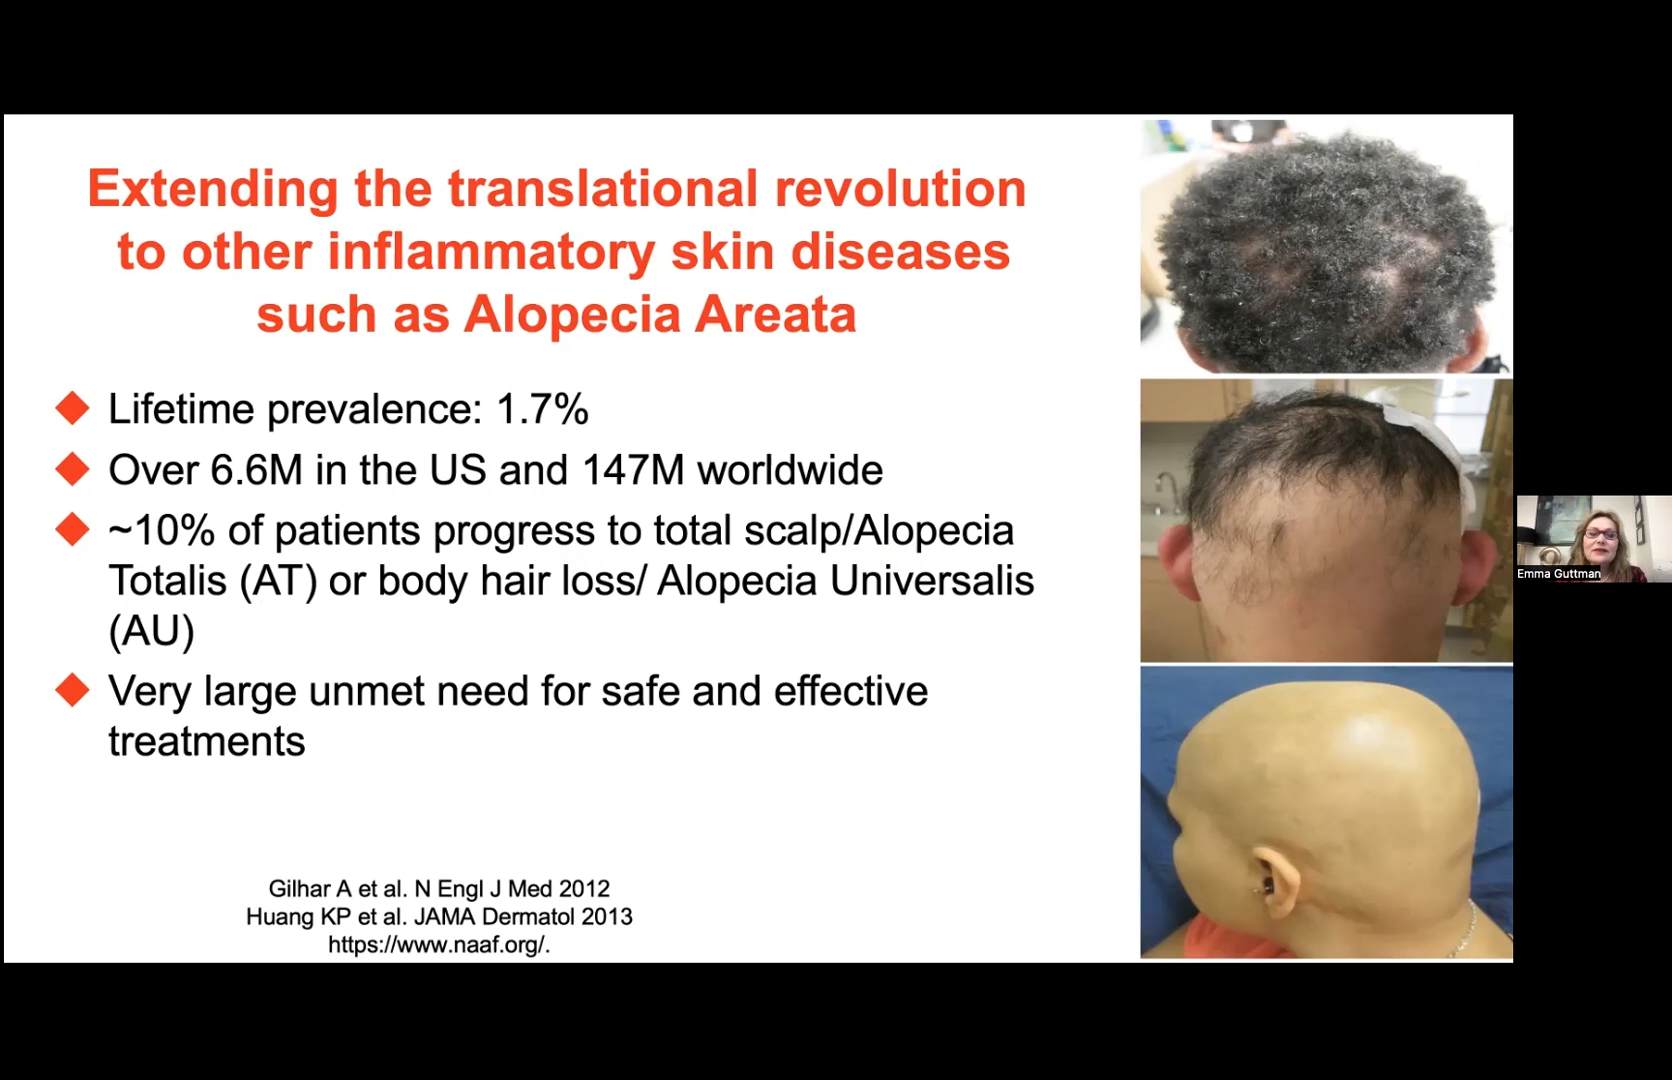 Extending the translational revolution
to other inflammatory skin diseases
such as Alopecia Areata
Lifetime prevalence: 1.7%
Over 6.6M in the US and 147M worldwide
~10% of patients progress to total scalp/Alopecia
Totalis (AT) or body hair loss/ Alopecia Universalis
(AU)
Very large unmet need for safe and effective
treatments
Gilhar A et al. N Engl J Med 2012
Huang KP et al. JAMA Dermatol 2013
https://www.naaf.org/.
Emma Guttman